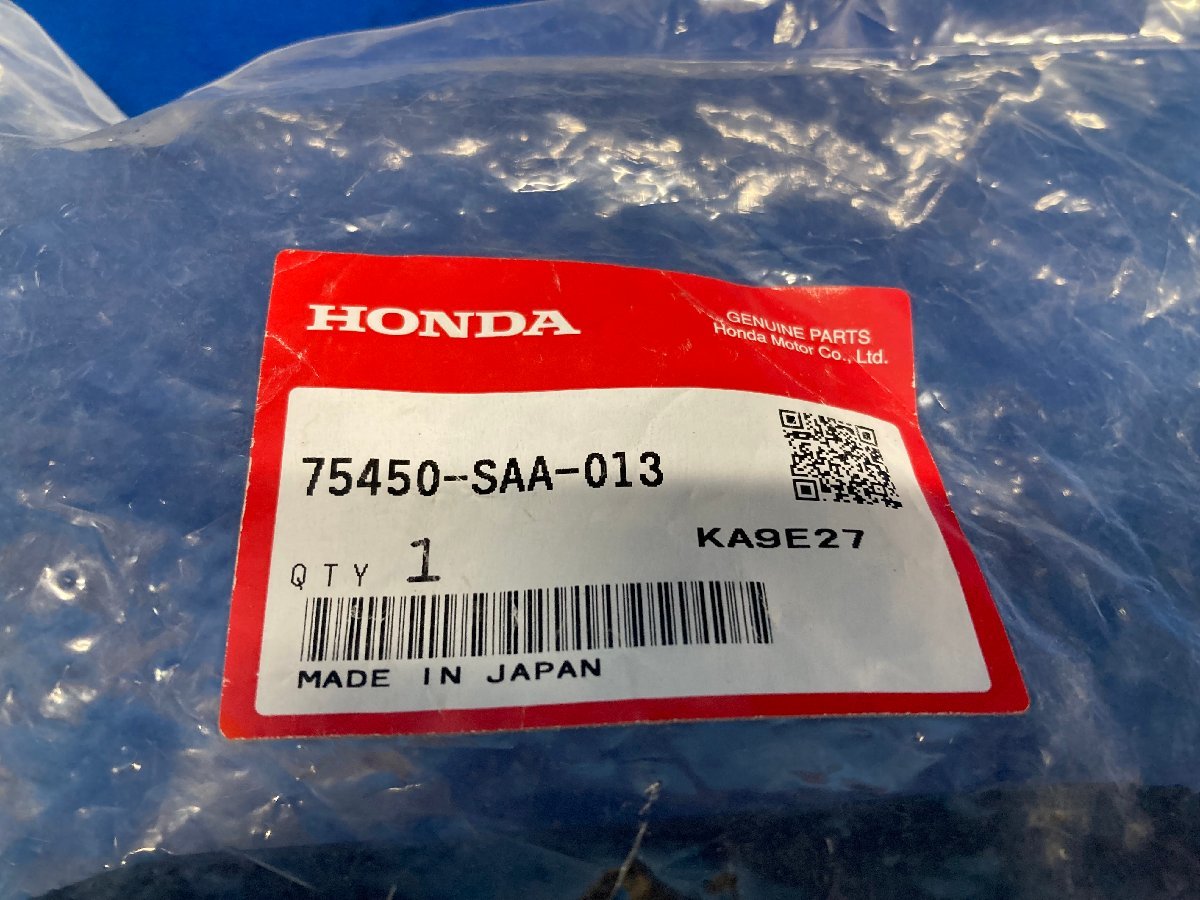 HONDA
GENUINE PARTS
Honda Motor Co., Ltd.
75450-SAA-013
KA9E27
QTY 1
MADE IN JAPAN